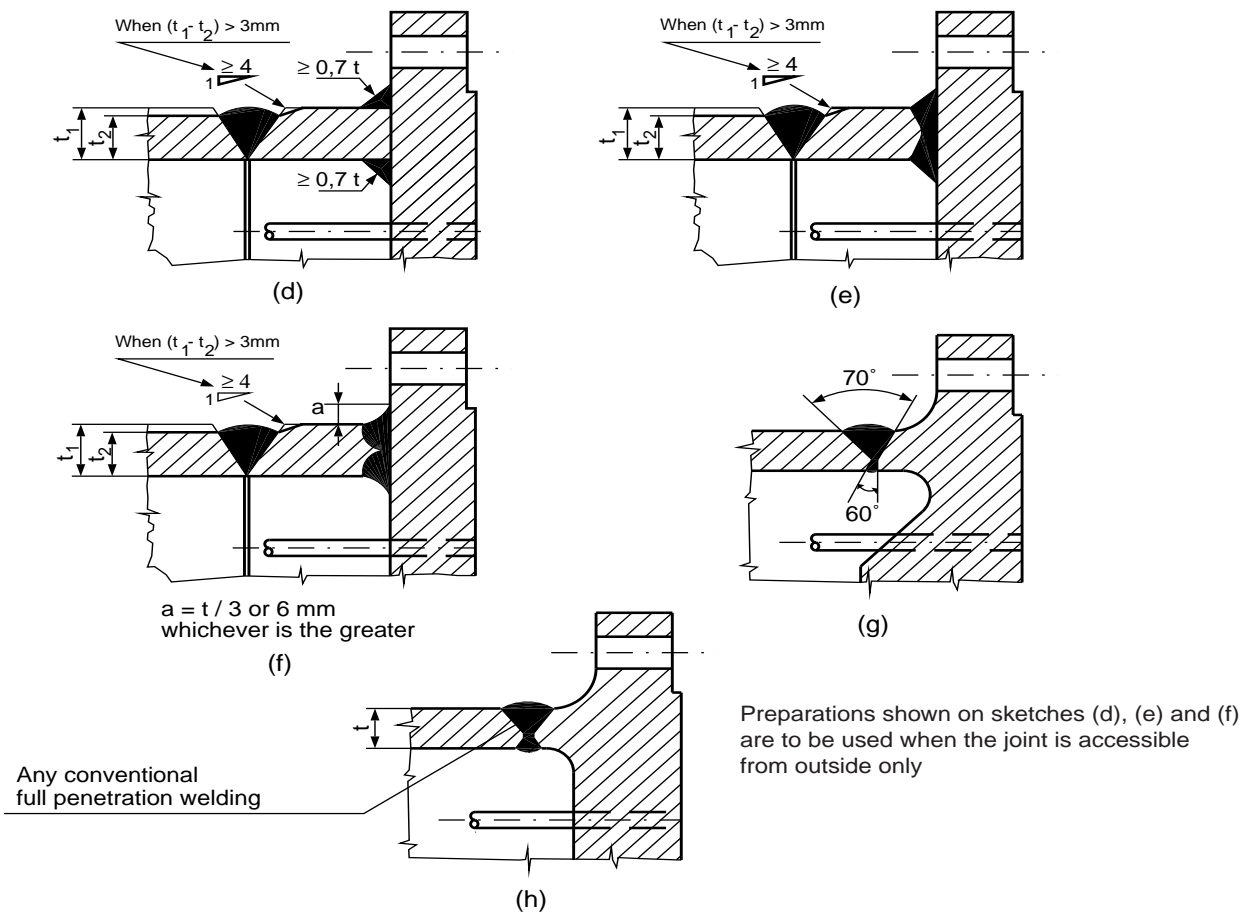 When (t1- t2) > 3mm
≥ 4
1
≥ 0,7 t
t1
t2
≥ 0,7 t
(d)
When (t1- t2) > 3mm
≥ 4
1
t1
t2
(e)
When (t1- t2) > 3mm
≥ 4
1
a
t1
t2
a = t / 3 or 6 mm
whichever is the greater
(f)
70°
60°
(g)
t
Any conventional
full penetration welding
(h)
Preparations shown on sketches (d), (e) and (f)
are to be used when the joint is accessible
from outside only